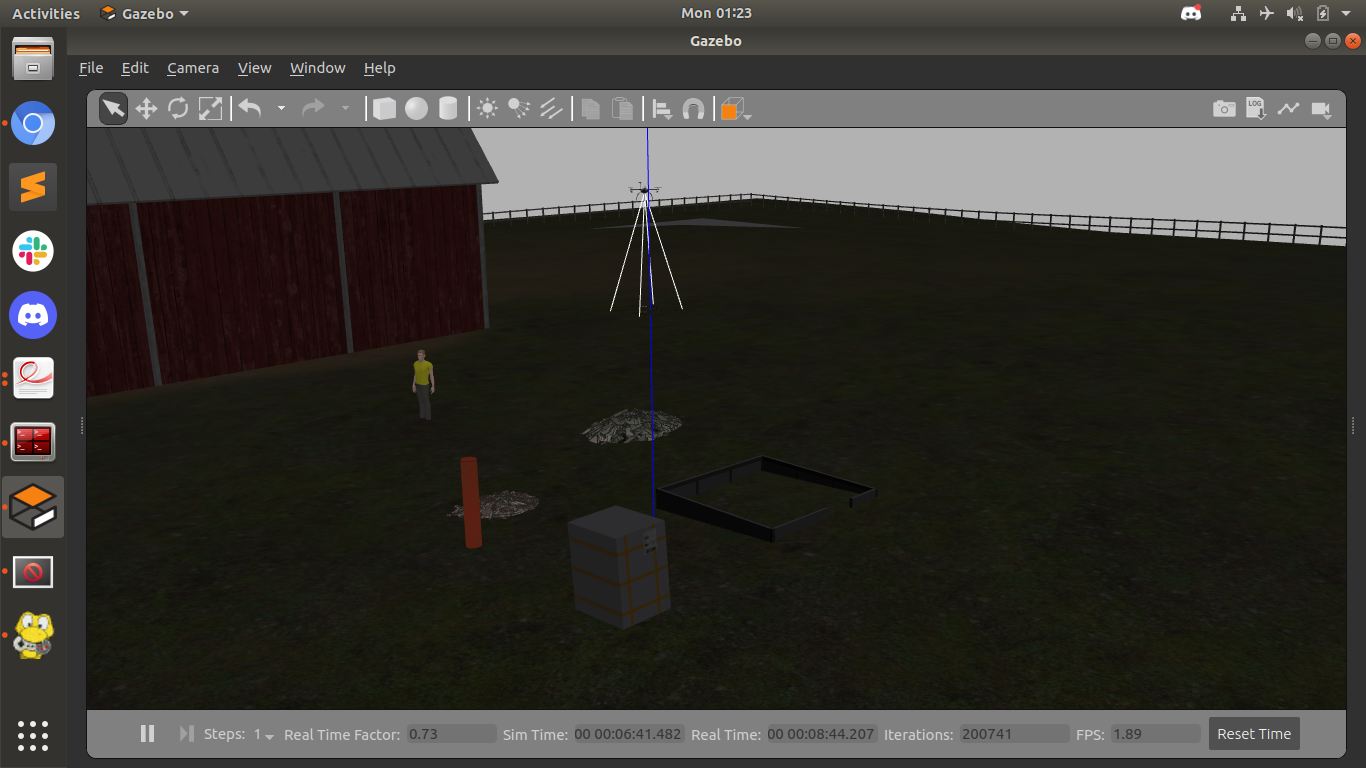 Activities Gazebo Mon 01:23
Gazebo
File Edit Camera View Window Help
LOG
Steps: 1 Real Time Factor: 0.73 Sim Time: 00 00:06:41.482 Real Time: 00 00:08:44.207 Iterations: 200741 FPS: 1.89 Reset Time